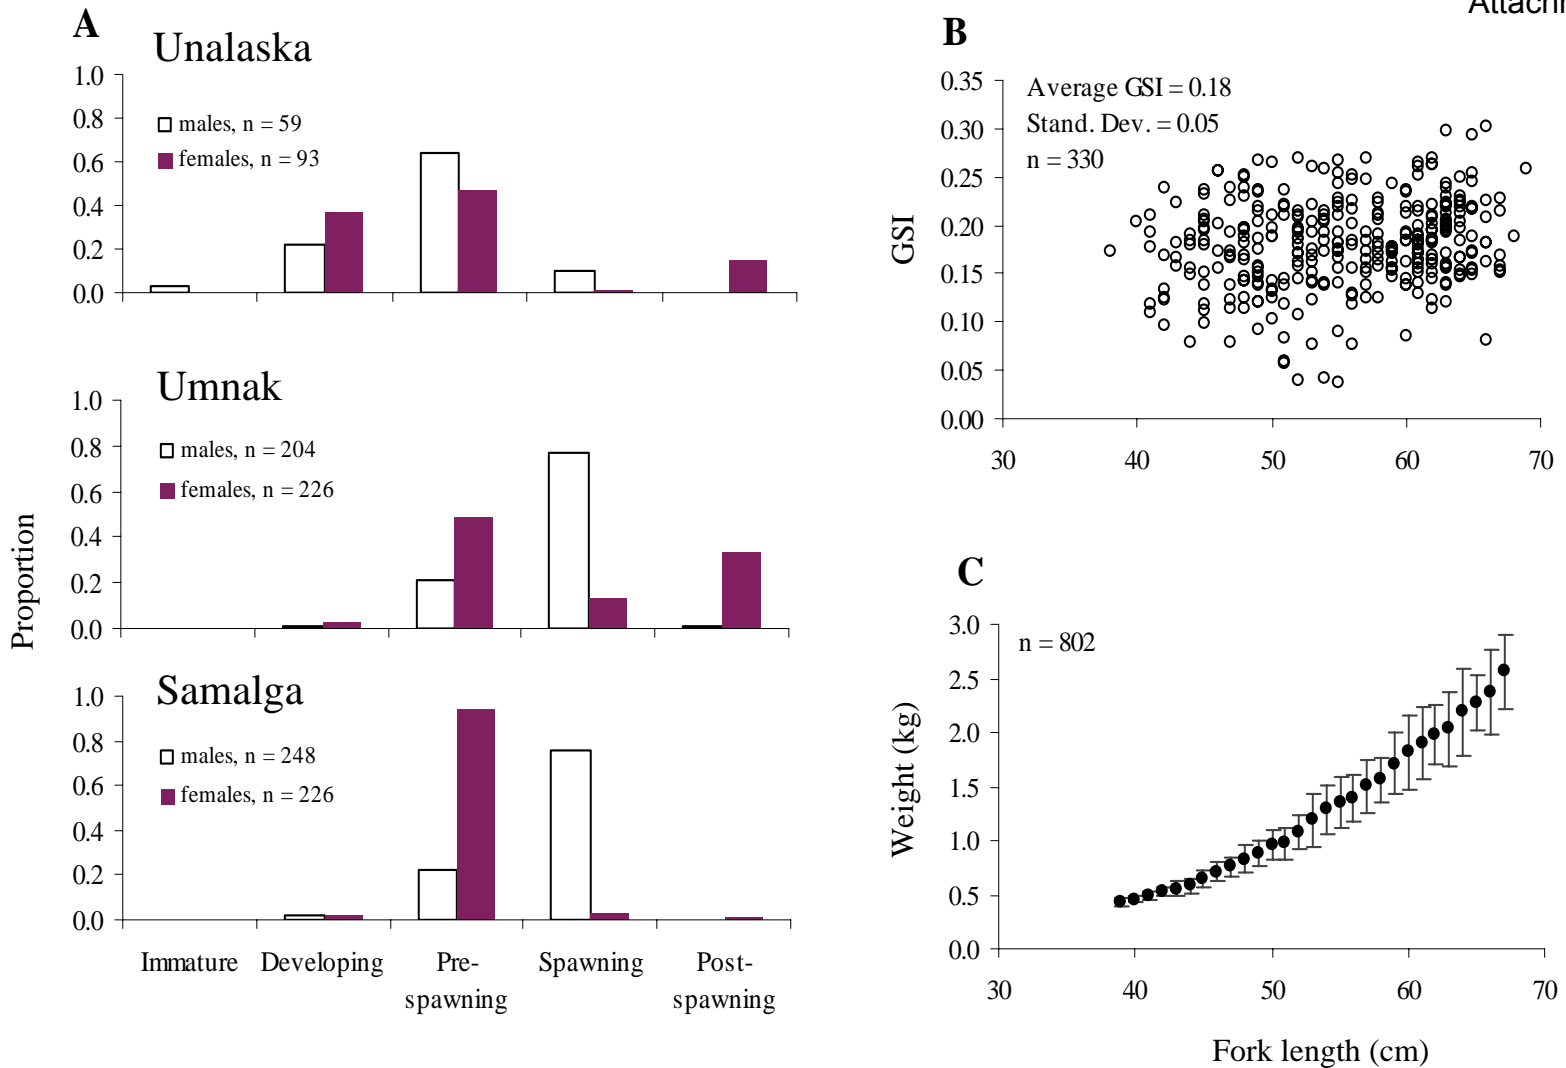 Attachm
A
Unalaska
1.0
0.8
0.6
0.4
0.2
0.0
males, n = 59
females, n = 93
Umnak
1.0
0.8
0.6
0.4
0.2
0.0
males, n = 204
females, n = 226
Proportion
Samalga
1.0
0.8
0.6
0.4
0.2
0.0
males, n = 248
females, n = 226
Immature Developing Pre- Spawning Post-
spawning spawning
B
0.35
0.30
0.25
0.20
0.15
0.10
0.05
0.00
GSI
Average GSI = 0.18
Stand. Dev. = 0.05
n = 330
30 40 50 60 70
C
3.0
2.5
2.0
1.5
1.0
0.5
0.0
Weight (kg)
n = 802
30 40 50 60 70
Fork length (cm)